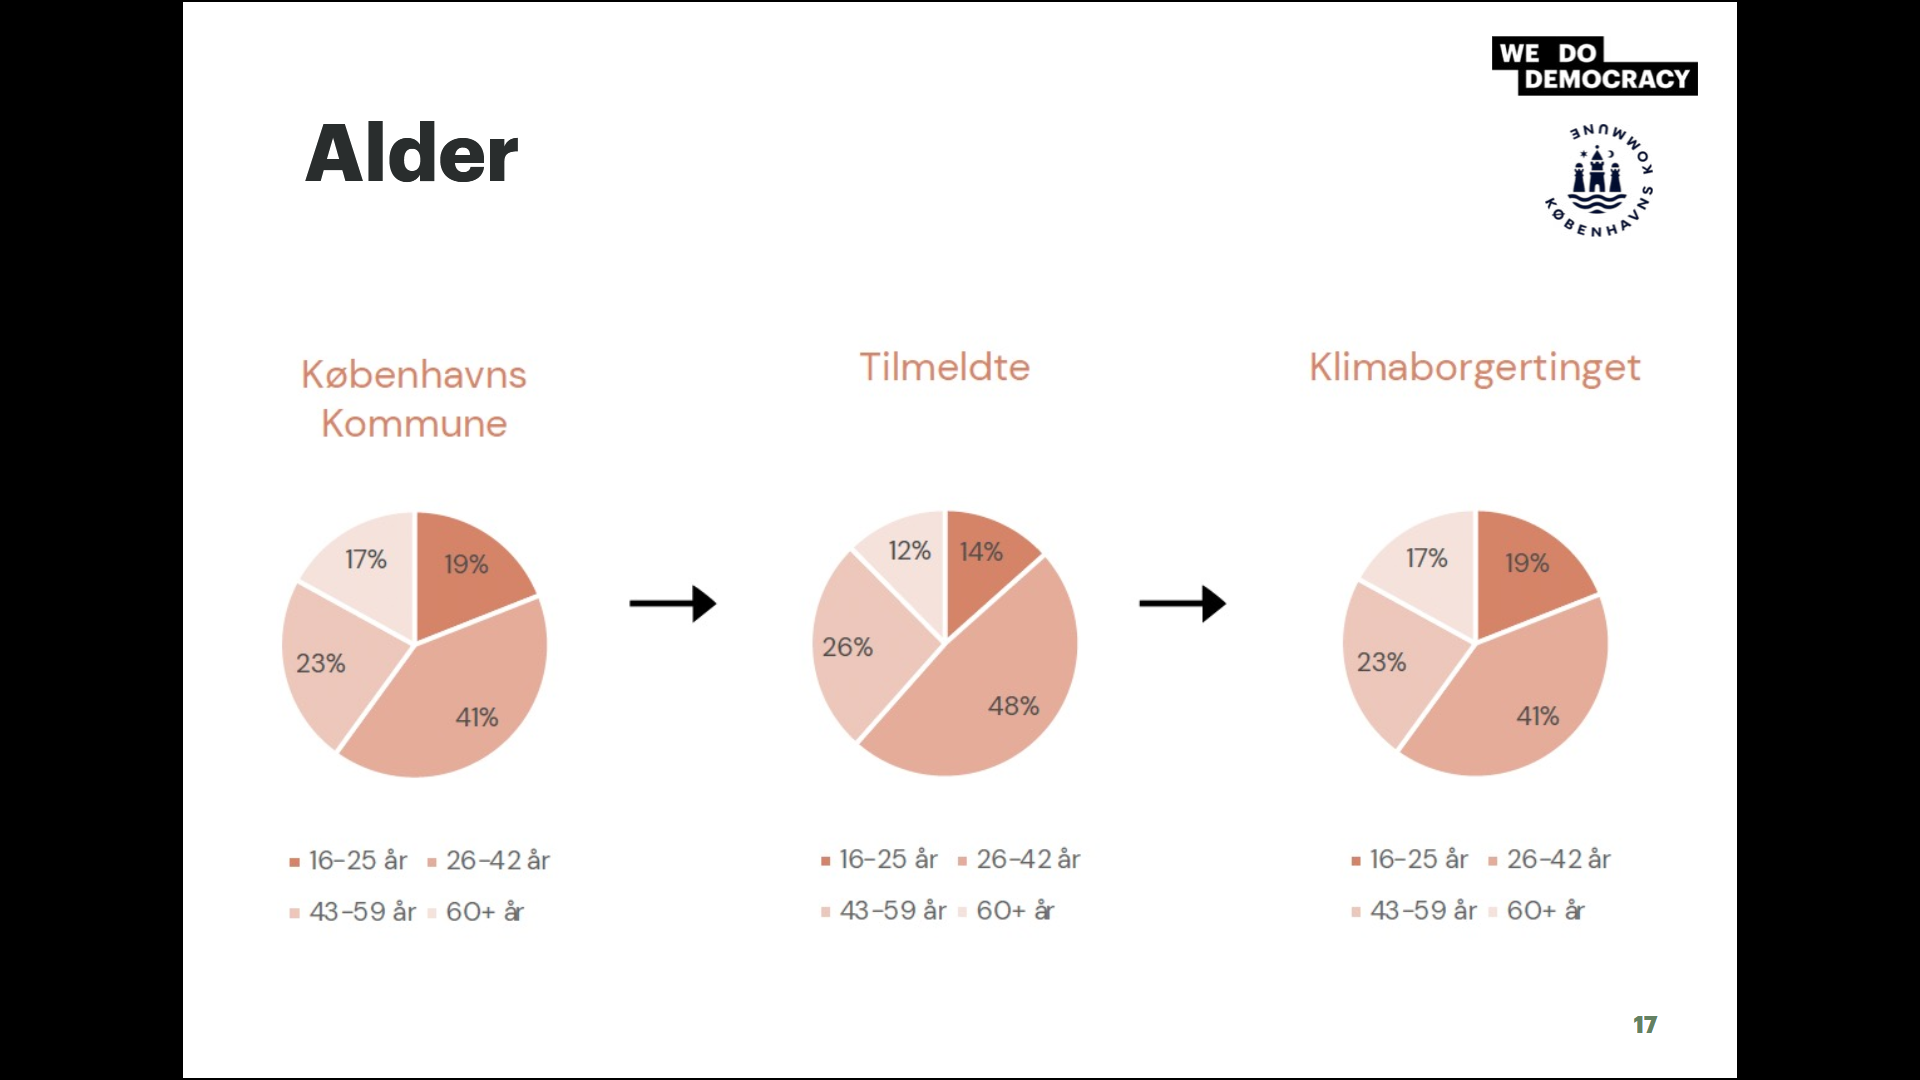 WE DO
DEMOCRACY
KØBENHAVNS KOMMUNE
Alder
Københavns
Kommune
Tilmeldte
Klimaborgertinget
17%
19%
23%
41%
12%
14%
26%
48%
17%
19%
23%
41%
16-25 år
26-42 år
43-59 år
60+ år
16-25 år
26-42 år
43-59 år
60+ år
16-25 år
26-42 år
43-59 år
60+ år
17